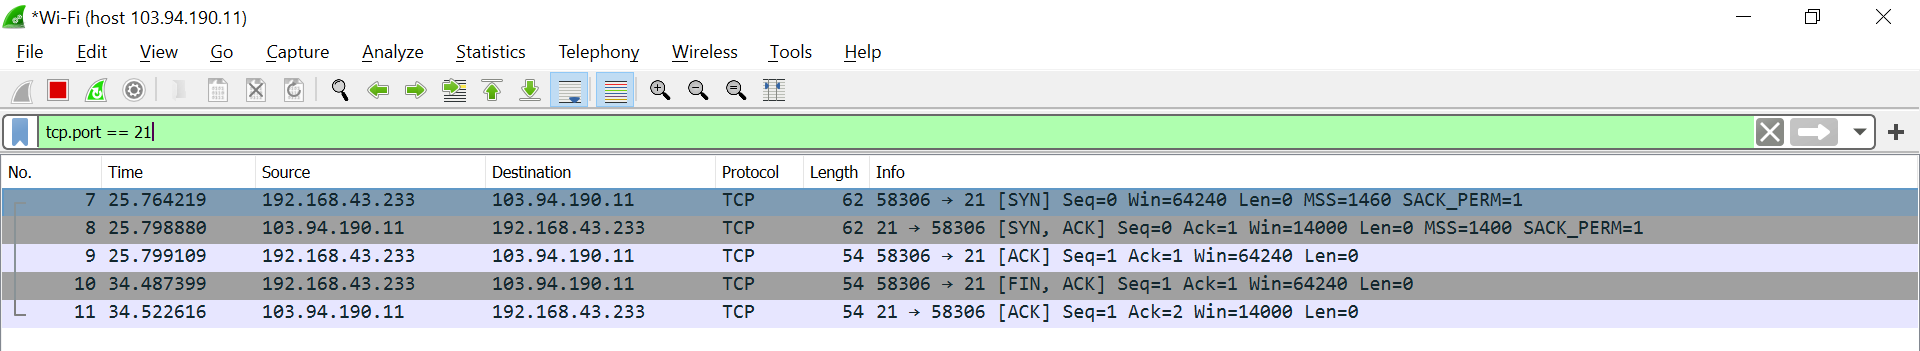 *Wi-Fi (host 103.94.190.11)
File Edit View Go Capture Analyze Statistics Telephony Wireless Tools Help
tcp.port == 21
No. Time Source Destination Protocol Length Info
7 25.764219 192.168.43.233 103.94.190.11 TCP 62 58306 → 21 [SYN] Seq=0 Win=64240 Len=0 MSS=1460 SACK_PERM=1
8 25.798880 103.94.190.11 192.168.43.233 TCP 62 21 → 58306 [SYN, ACK] Seq=0 Ack=1 Win=14000 Len=0 MSS=1400 SACK_PERM=1
9 25.799109 192.168.43.233 103.94.190.11 TCP 54 58306 → 21 [ACK] Seq=1 Ack=1 Win=64240 Len=0
10 34.487399 192.168.43.233 103.94.190.11 TCP 54 58306 → 21 [FIN, ACK] Seq=1 Ack=1 Win=64240 Len=0
11 34.522616 103.94.190.11 192.168.43.233 TCP 54 21 → 58306 [ACK] Seq=1 Ack=2 Win=14000 Len=0